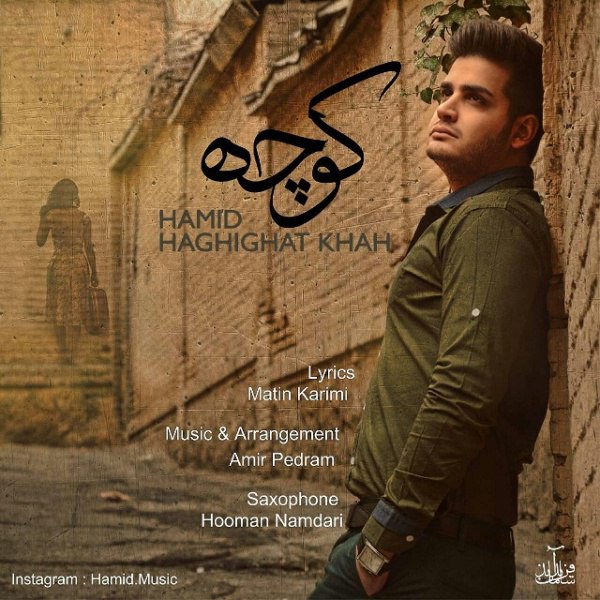 کوچه
HAMID
HAGHIGHAT KHAH
Lyrics
Matin Karimi
Music & Arrangement
Amir Pedram
Saxophone
Hooman Namdari
Instagram : Hamid.Music